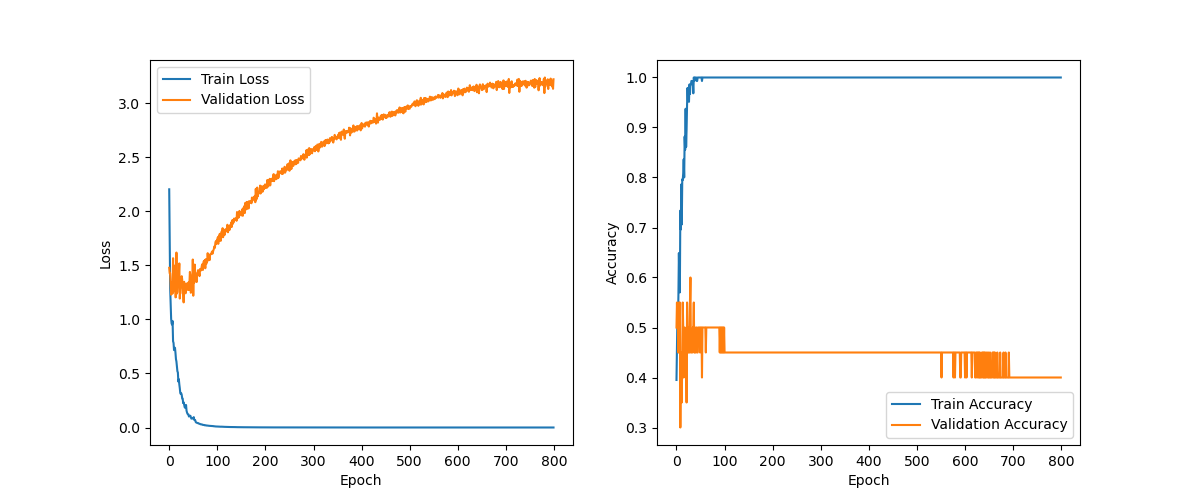 Train Loss
Validation Loss
3.0
2.5
2.0
1.5
1.0
0.5
0.0
Loss
0 100 200 300 400 500 600 700 800
Epoch
1.0
0.9
0.8
0.7
0.6
0.5
0.4
0.3
Accuracy
Train Accuracy
Validation Accuracy
0 100 200 300 400 500 600 700 800
Epoch